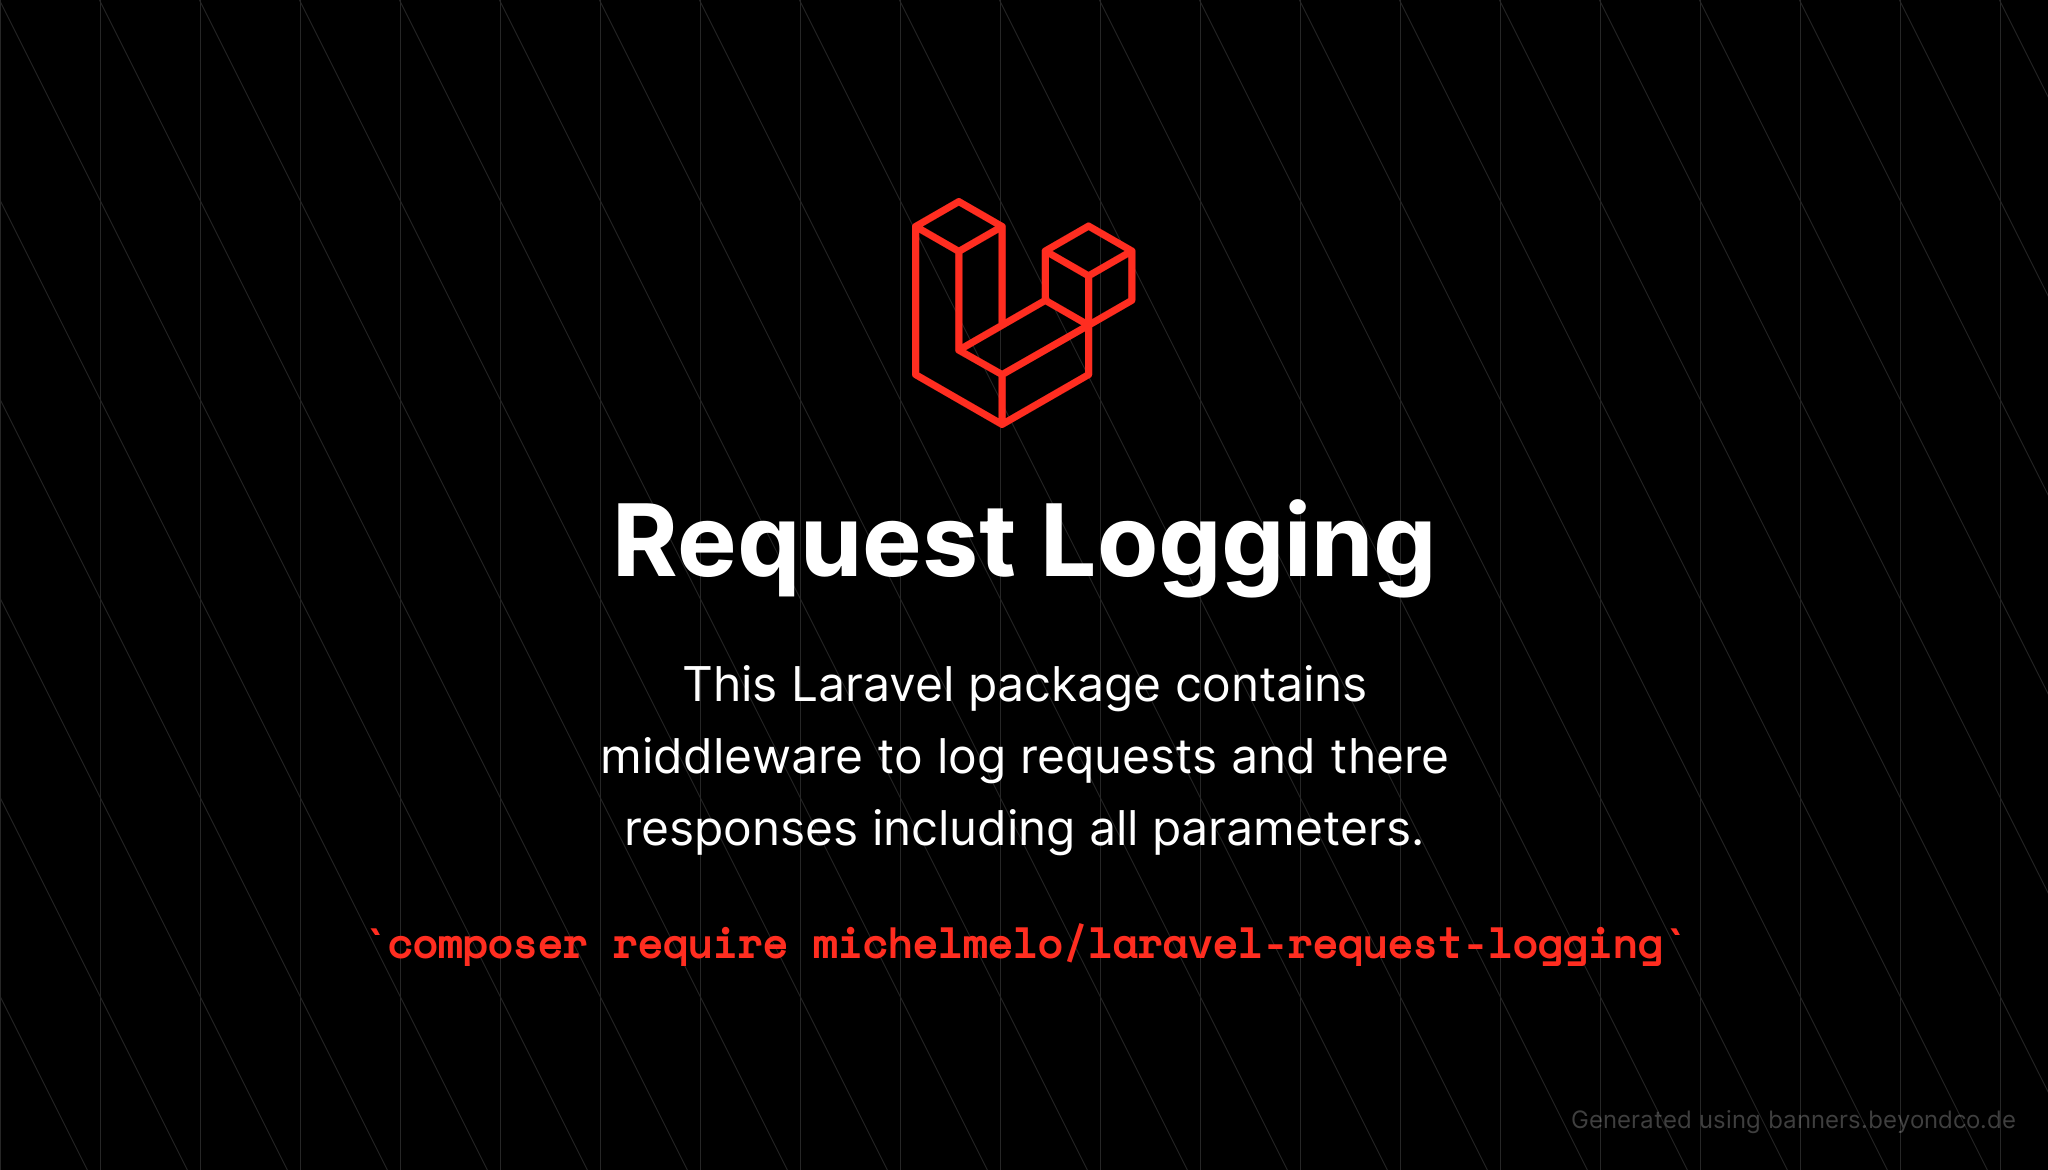 Request Logging
This Laravel package contains
middleware to log requests and there
responses including all parameters.
`composer require michelmelo/laravel-request-logging`
Generated using banners.beyondco.de